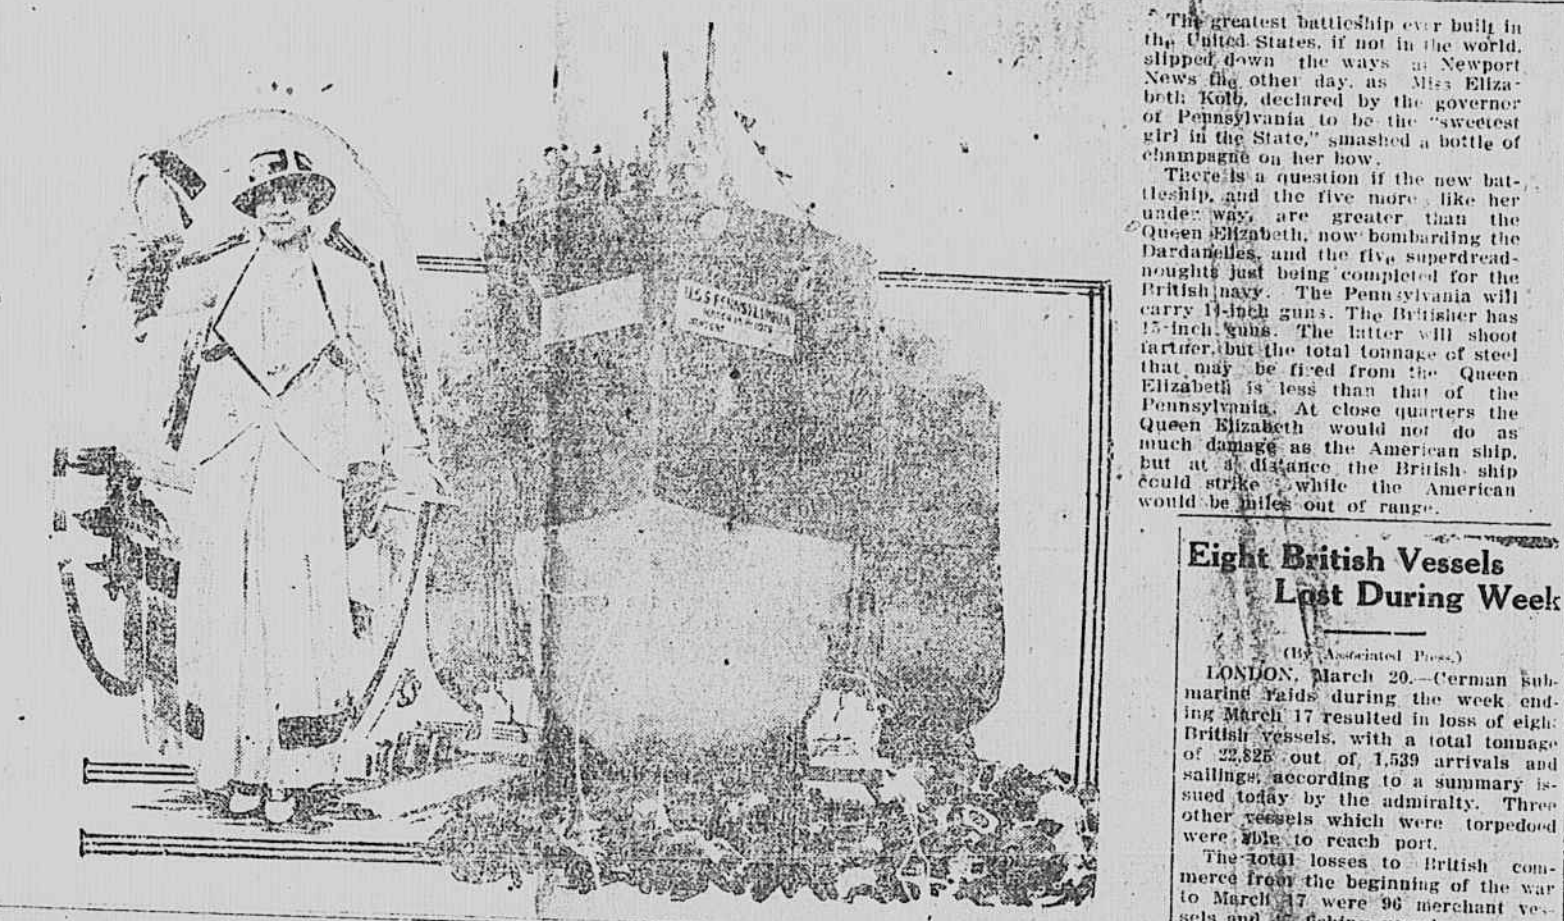 U.S.S. PENNSYLVANIA
The greatest battleship ever built in
the United States, if not in the world,
slipped down the ways at Newport
News the other day, as Miss Eliza-
beth Kolb, declared by the governor
of Pennsylvania to be the "sweetest
girl in the State," smashed a bottle of
champagne on her bow.
There is a question if the new bat-
tleship, and the five more like her
under way, are greater than the
Queen Elizabeth, now bombarding the
Dardanelles, and the five superdread-
noughts just being completed for the
British navy. The Pennsylvania will
carry 14-inch guns. The Britisher has
15-inch guns. The latter will shoot
farther, but the total tonnage of steel
that may be fired from the Queen
Elizabeth is less than that of the
Pennsylvania. At close quarters the
Queen Elizabeth would not do as
much damage as the American ship,
but at a distance the British ship
could strike while the American
would be miles out of range.
Eight British Vessels
Lost During Week
(By Associated Press.)
LONDON, March 20.—German sub-
marine raids during the week end-
ing March 17 resulted in loss of eight
British vessels, with a total tonnage
of 22,825 out of 1,539 arrivals and
sailings, according to a summary is-
sued today by the admiralty. Three
other vessels which were torpedoed
were able to reach port.
The total losses to British com-
merce from the beginning of the war
to March 17 were 96 merchant ves-
sels and